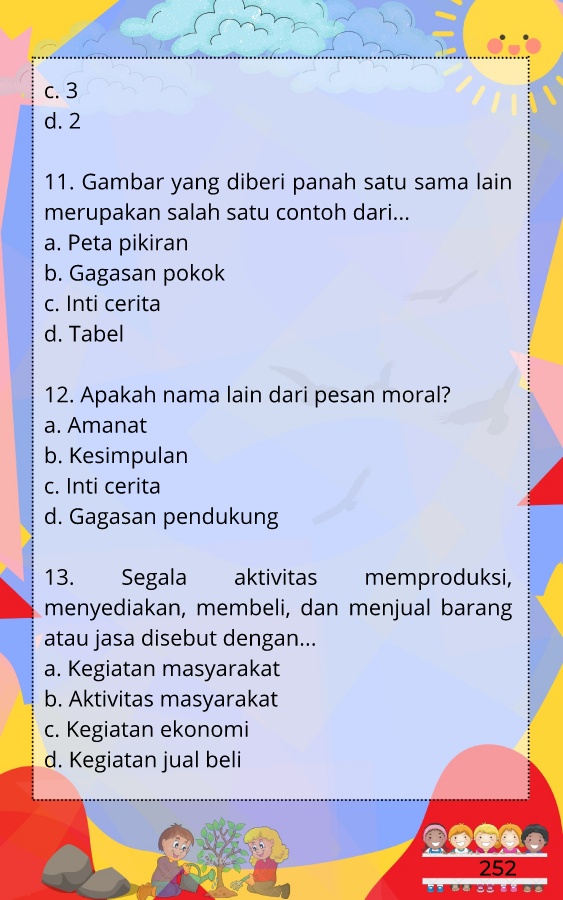 c. 3
d. 2
11. Gambar yang diberi panah satu sama lain
merupakan salah satu contoh dari...
a. Peta pikiran
b. Gagasan pokok
c. Inti cerita
d. Tabel
12. Apakah nama lain dari pesan moral?
a. Amanat
b. Kesimpulan
c. Inti cerita
d. Gagasan pendukung
13. Segala aktivitas memproduksi,
menyediakan, membeli, dan menjual barang
atau jasa disebut dengan...
a. Kegiatan masyarakat
b. Aktivitas masyarakat
c. Kegiatan ekonomi
d. Kegiatan jual beli
252